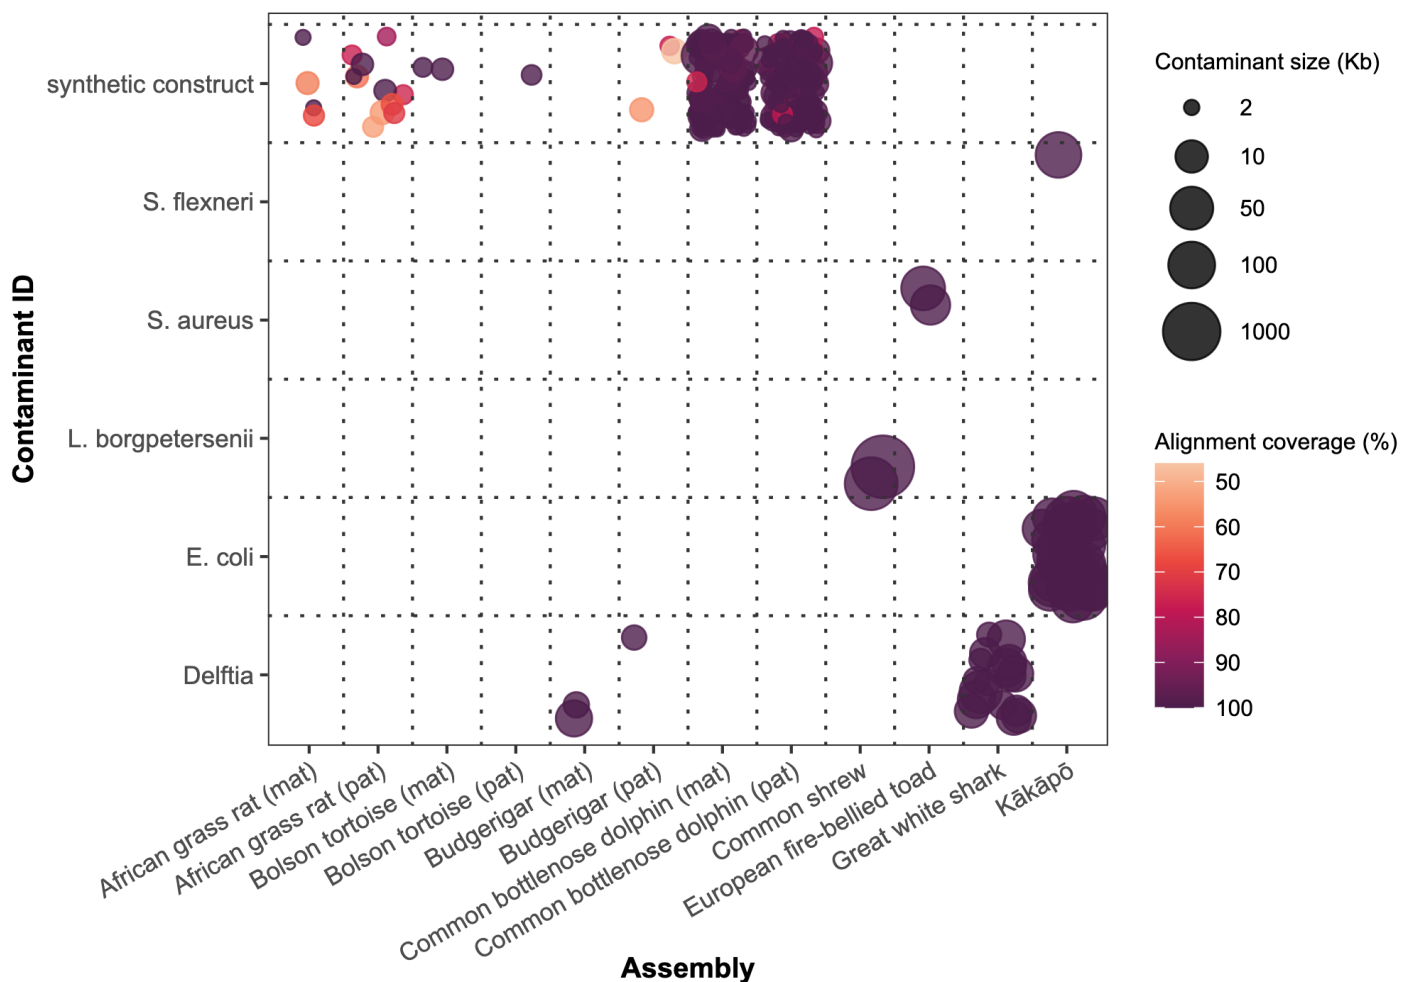 Contaminant ID
synthetic construct
S. flexneri
S. aureus
L. borgpetersenii
E. coli
Delftia
African grass rat (mat)
African grass rat (pat)
Bolson tortoise (mat)
Bolson tortoise (pat)
Budgerigar (mat)
Budgerigar (pat)
Common bottlenose dolphin (mat)
Common bottlenose dolphin (pat)
Common shrew
European fire-bellied toad
Great white shark
Kākāpō
Assembly
Contaminant size (Kb)
2
10
50
100
1000
Alignment coverage (%)
50
60
70
80
90
100